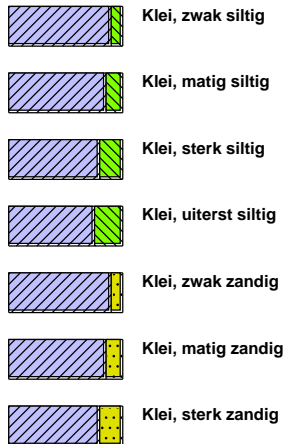 Klei, zwak siltig
Klei, matig siltig
Klei, sterk siltig
Klei, uiterst siltig
Klei, zwak zandig
Klei, matig zandig
Klei, sterk zandig